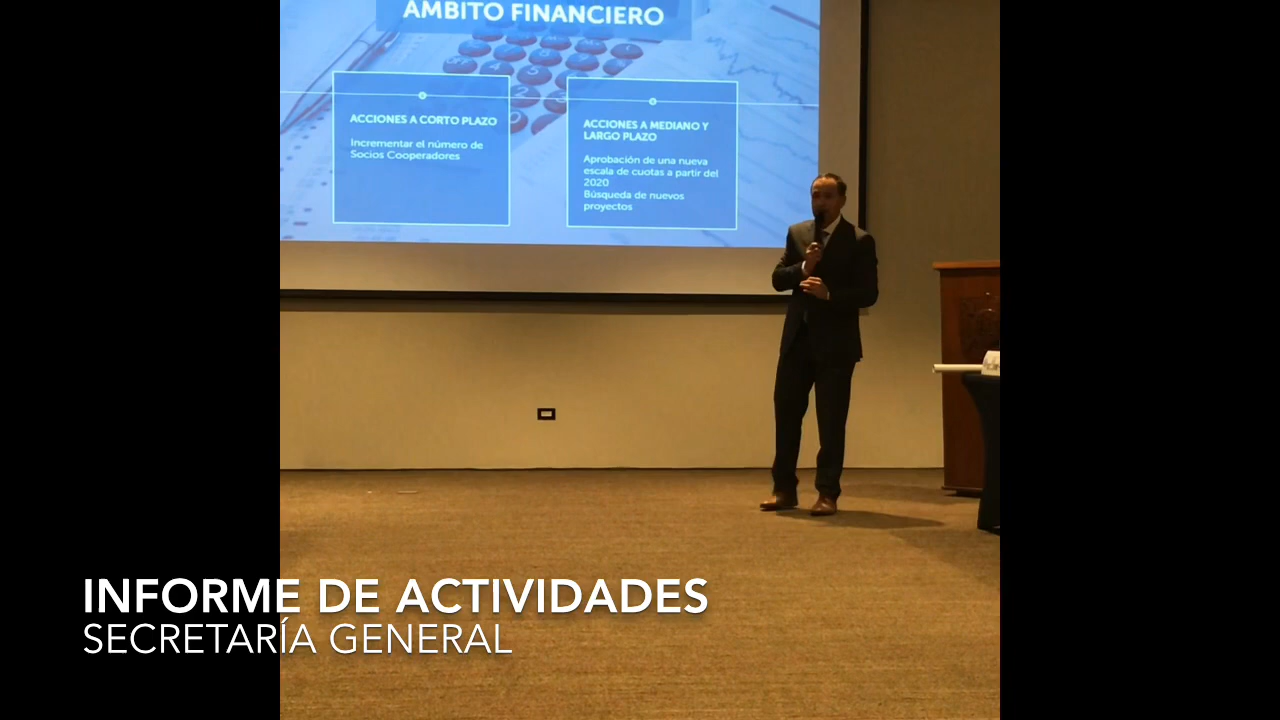 ÁMBITO FINANCIERO
ACCIONES A CORTO PLAZO
Incrementar el número de
Socios Cooperadores
ACCIONES A MEDIANO Y
LARGO PLAZO
Aprobación de una nueva
escala de cuotas a partir del
2020
Búsqueda de nuevos
proyectos
INFORME DE ACTIVIDADES
SECRETARÍA GENERAL